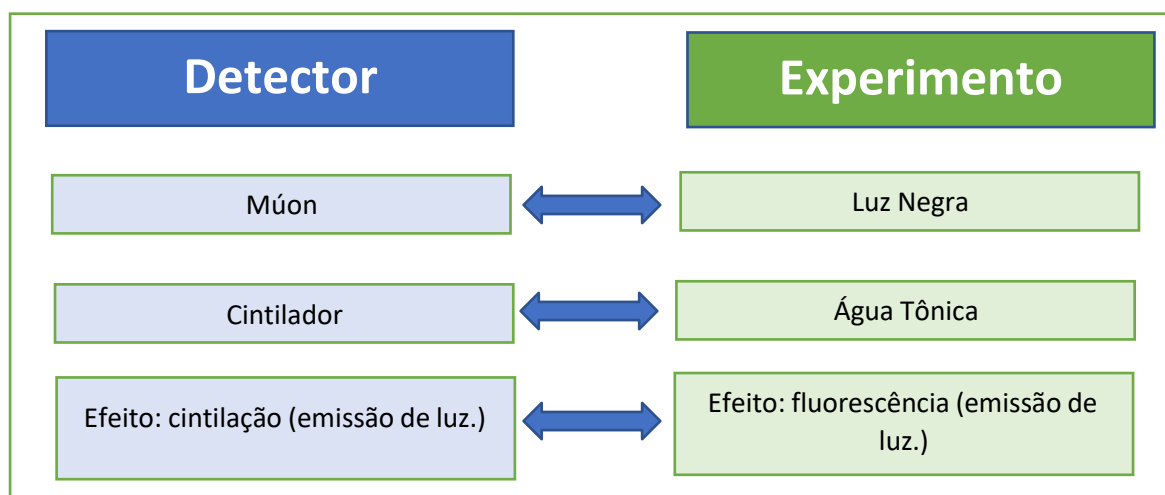 Detector
Experimento
Múon
Luz Negra
Cintilador
Água Tônica
Efeito: cintilação (emissão de luz.)
Efeito: fluorescência (emissão de
luz.)